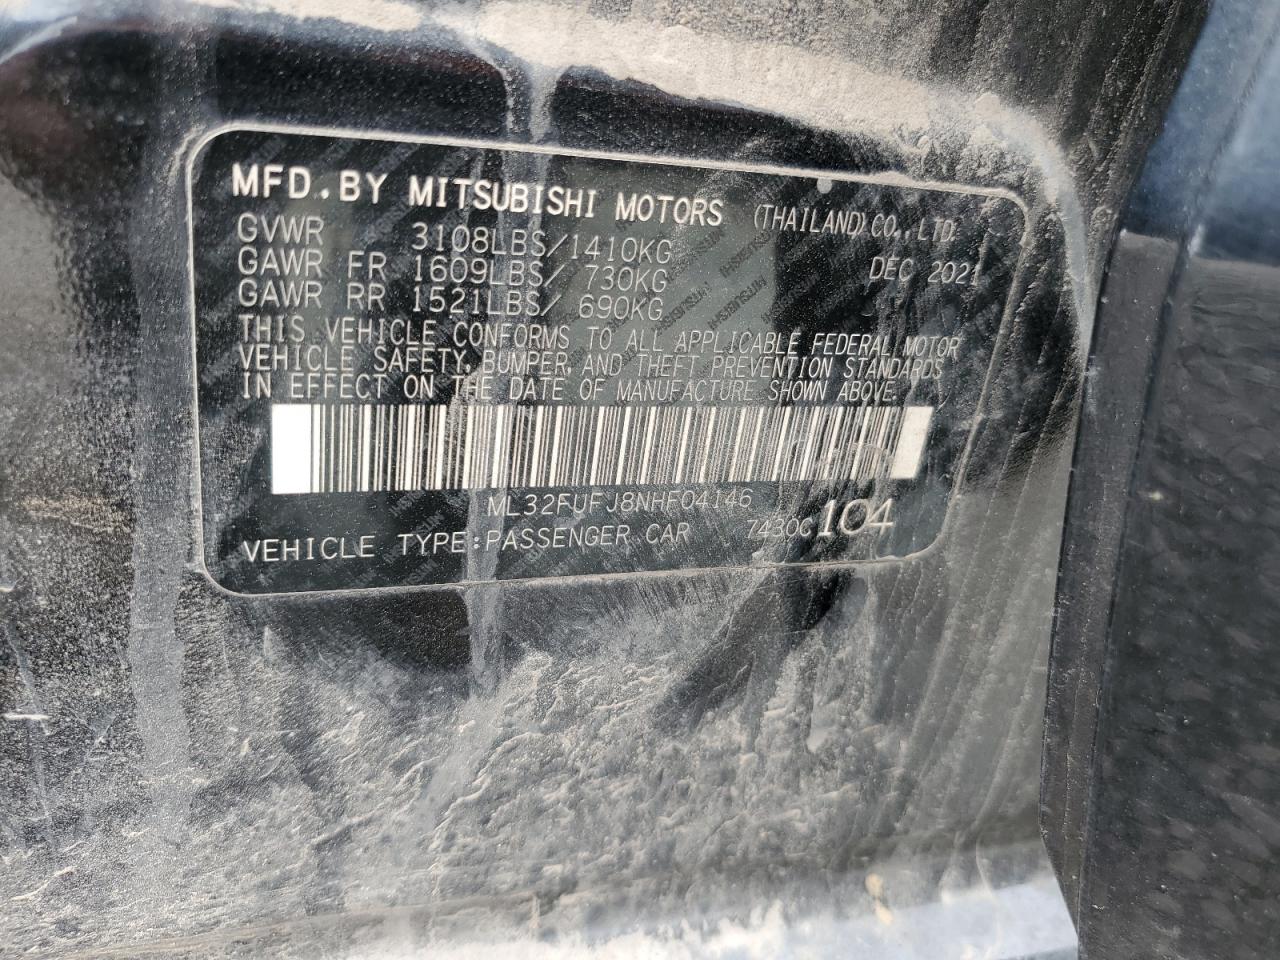 MFD.BY MITSUBISHI MOTORS (THAILAND)CO.,LTD
GVWR 3108LBS/1410KG
GAWR FR 1609LBS/ 730KG DEC 2021
GAWR RR 1521LBS/ 690KG
THIS VEHICLE CONFORMS TO ALL APPLICABLE FEDERAL MOTOR
VEHICLE SAFETY, BUMPER, AND THEFT PREVENTION STANDARDS
IN EFFECT ON THE DATE OF MANUFACTURE SHOWN ABOVE.
ML32FUFJ8NHF04146
VEHICLE TYPE:PASSENGER CAR 7430C 104